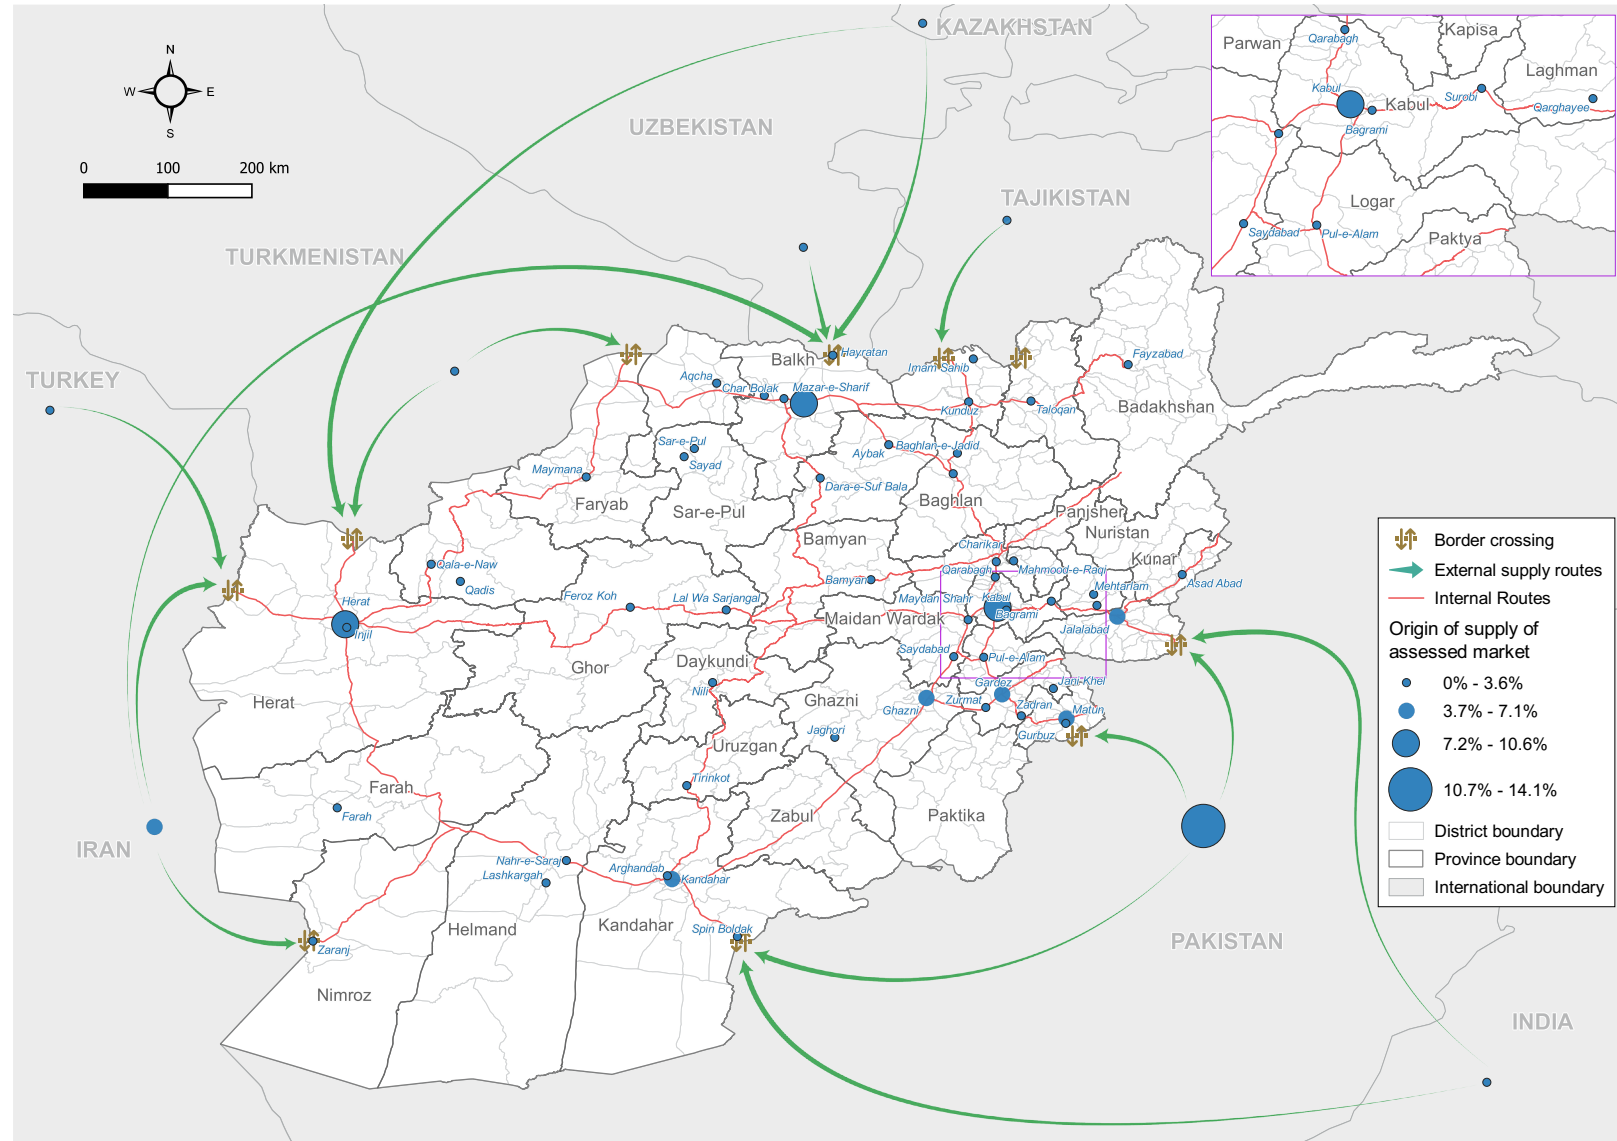 KAZAKHSTAN
UZBEKISTAN
TAJIKISTAN
TURKMENISTAN
TURKEY
IRAN
PAKISTAN
INDIA
N
W
E
S
0
100
200 km
Parwan
Qarabagh
Kapisa
Laghman
Kabul
Kabul
Surobi
Qarghayee
Bagrami
Logar
Saydabad
Pul-e-Alam
Paktya
Balkh
Hayratan
Imam Sahib
Fayzabad
Aqcha
Char Bolak
Mazar-e-Sharif
Kunduz
Taloqan
Badakhshan
Sar-e-Pul
Sayad
Aybak
Baghlan-e-Jadid
Maymana
Dara-e-Suf Bala
Faryab
Sar-e-Pul
Baghlan
Panjsher
Nuristan
Bamyan
Charikar
Kunar
Qala-e-Naw
Qadis
Bamyan
Qarabagh
Mahmood-e-Raqi
Mehtarlam
Asad Abad
Herat
Injil
Feroz Koh
Lal Wa Sarjangal
Maydan Shahr
Kabul
Bagrami
Maidan Wardak
Jalalabad
Ghor
Daykundi
Saydabad
Pul-e-Alam
Nili
Gardez
Jani-Khel
Herat
Ghazni
Ghazni
Zurmat
Zadran
Matun
Jaghori
Gurbuz
Uruzgan
Tirinkot
Farah
Farah
Zabul
Paktika
Nahr-e-Saraj
Lashkargah
Arghandab
Kandahar
Helmand
Kandahar
Spin Boldak
Zaranj
Nimroz
Border crossing
External supply routes
Internal Routes
Origin of supply of
assessed market
0% - 3.6%
3.7% - 7.1%
7.2% - 10.6%
10.7% - 14.1%
District boundary
Province boundary
International boundary